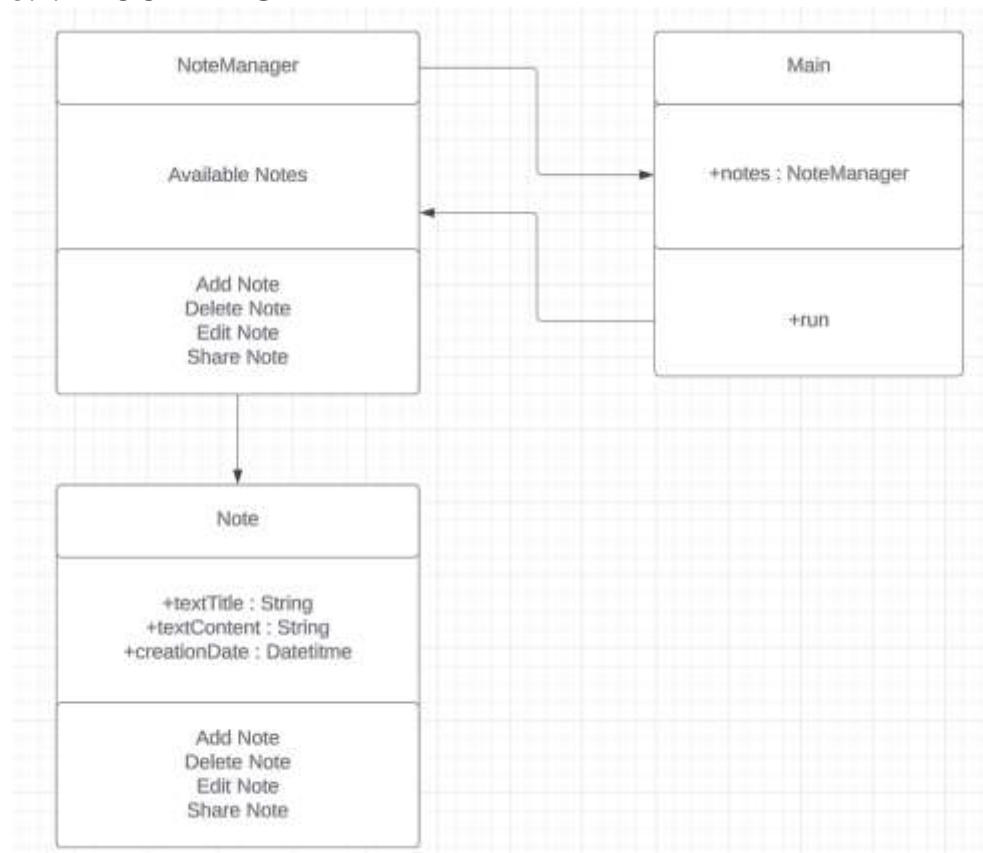 NoteManager
Available Notes
Add Note
Delete Note
Edit Note
Share Note
Main
+notes : NoteManager
+run
Note
+textTitle : String
+textContent : String
+creationDate : Datetitme
Add Note
Delete Note
Edit Note
Share Note